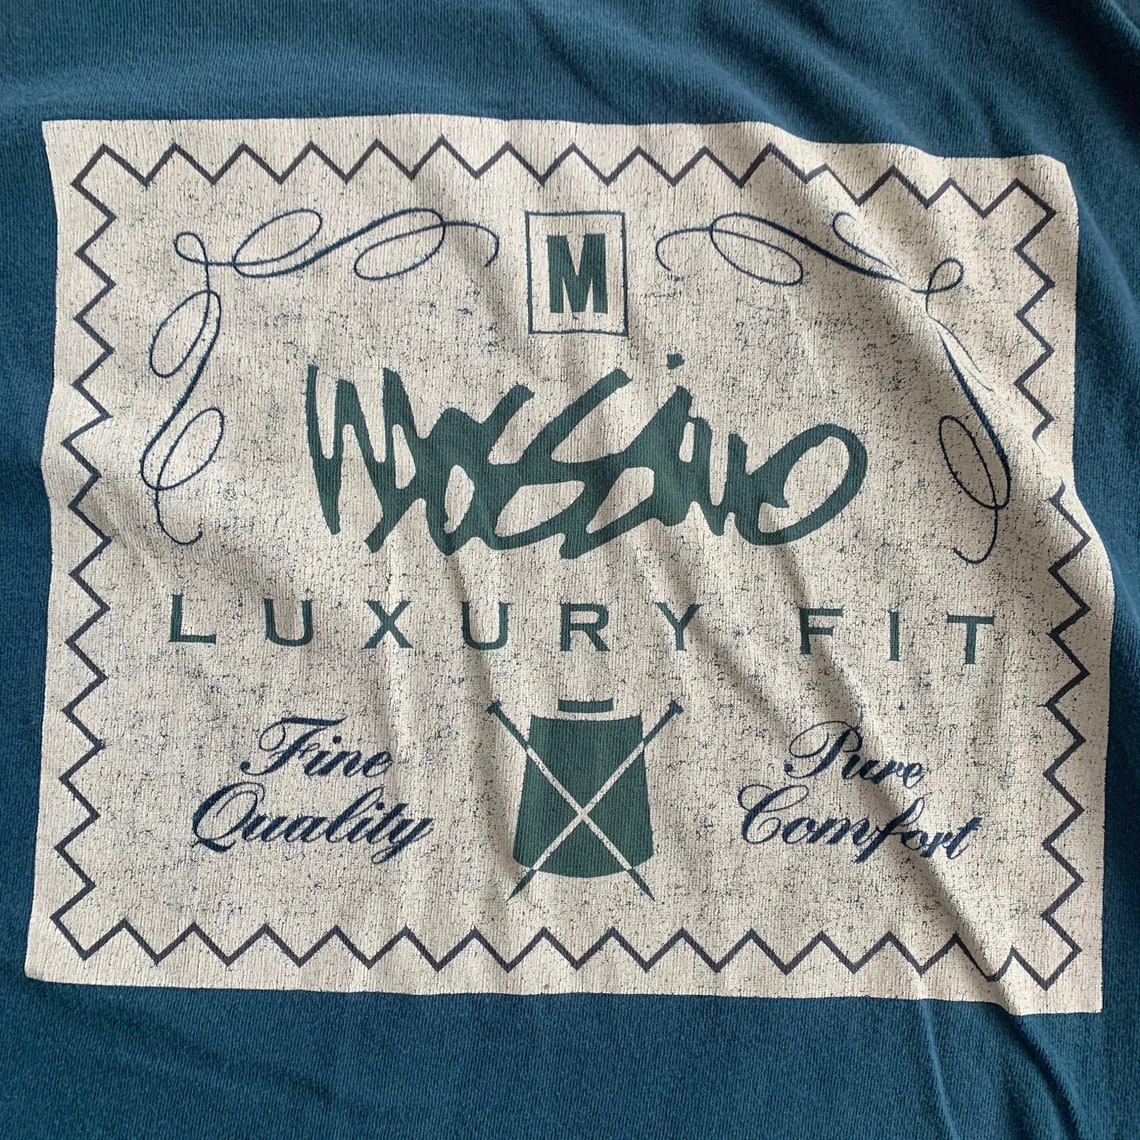 M
Mossimo
LUXURY FIT
Fine
Quality
Pure
Comfort